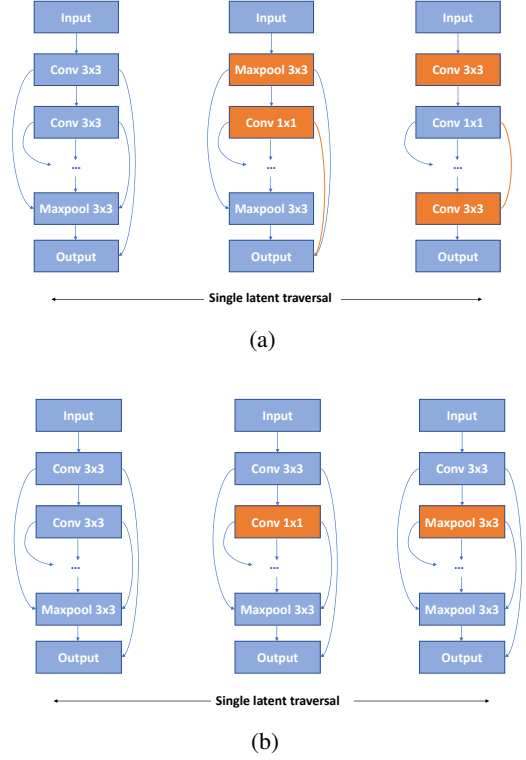 Input Input Input
Conv 3x3 Maxpool 3x3 Conv 3x3
Conv 3x3 Conv 1x1 Conv 1x1
... ... ...
Maxpool 3x3 Maxpool 3x3 Conv 3x3
Output Output Output
Single latent traversal
(a)
Input Input Input
Conv 3x3 Conv 3x3 Conv 3x3
Conv 3x3 Conv 1x1 Maxpool 3x3
... ... ...
Maxpool 3x3 Maxpool 3x3 Maxpool 3x3
Output Output Output
Single latent traversal
(b)